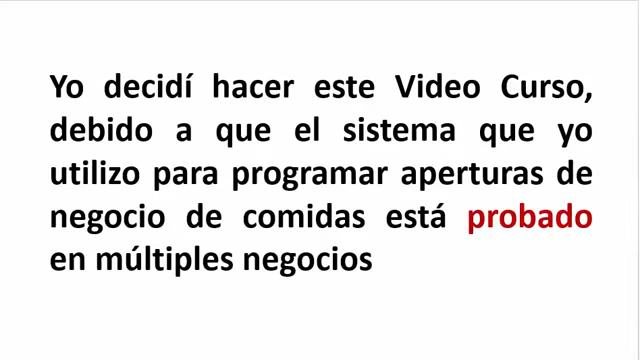 Yo decidí hacer este Video Curso,
debido a que el sistema que yo
utilizo para programar aperturas de
negocio de comidas está probado
en múltiples negocios